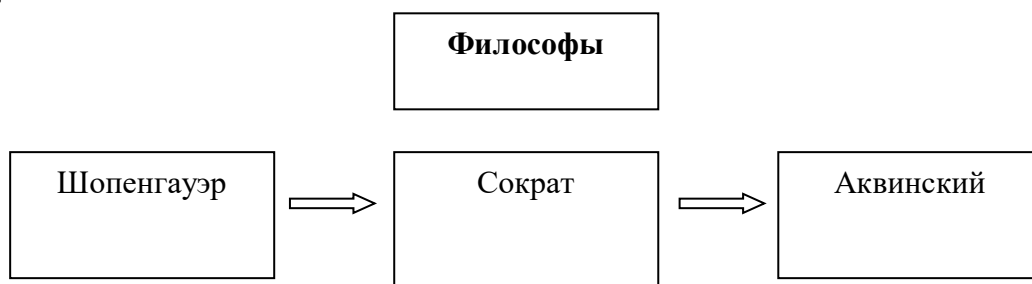 Философы
Шопенгауэр
Сократ
Аквинский